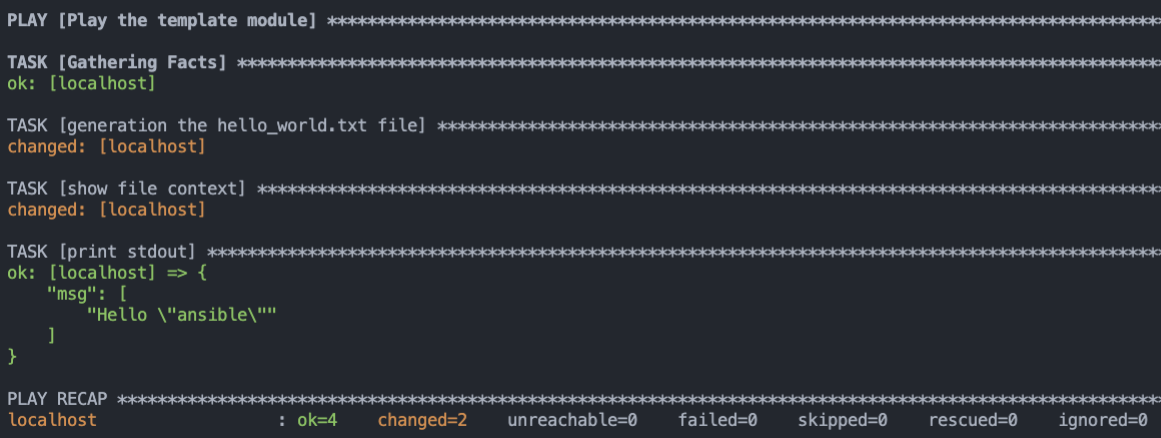 PLAY [Play the template module] ***********************************************************************************
TASK [Gathering Facts] ********************************************************************************************
ok: [localhost]
TASK [generation the hello_world.txt file] ************************************************************************
changed: [localhost]
TASK [show file context] ******************************************************************************************
changed: [localhost]
TASK [print stdout] ***********************************************************************************************
ok: [localhost] => {
    "msg": [
        "Hello \"ansible\""
    ]
}
PLAY RECAP ********************************************************************************************************
localhost                  : ok=4    changed=2    unreachable=0    failed=0    skipped=0    rescued=0    ignored=0